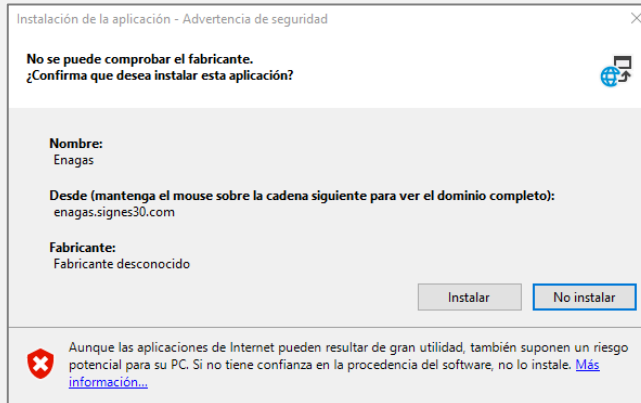 Instalación de la aplicación - Advertencia de seguridad
No se puede comprobar el fabricante.
¿Confirma que desea instalar esta aplicación?
Nombre:
Enagas
Desde (mantenga el mouse sobre la cadena siguiente para ver el dominio completo):
enagas.signes30.com
Fabricante:
Fabricante desconocido
Instalar
No instalar
Aunque las aplicaciones de Internet pueden resultar de gran utilidad, también suponen un riesgo
potencial para su PC. Si no tiene confianza en la procedencia del software, no lo instale. Más
información...